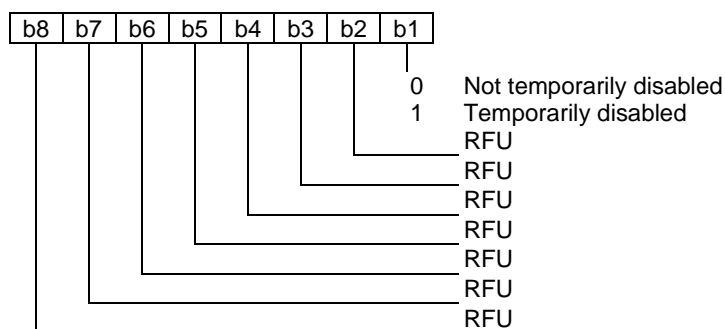 b8 b7 b6 b5 b4 b3 b2 b1
0 Not temporarily disabled
1 Temporarily disabled
RFU
RFU
RFU
RFU
RFU
RFU
RFU